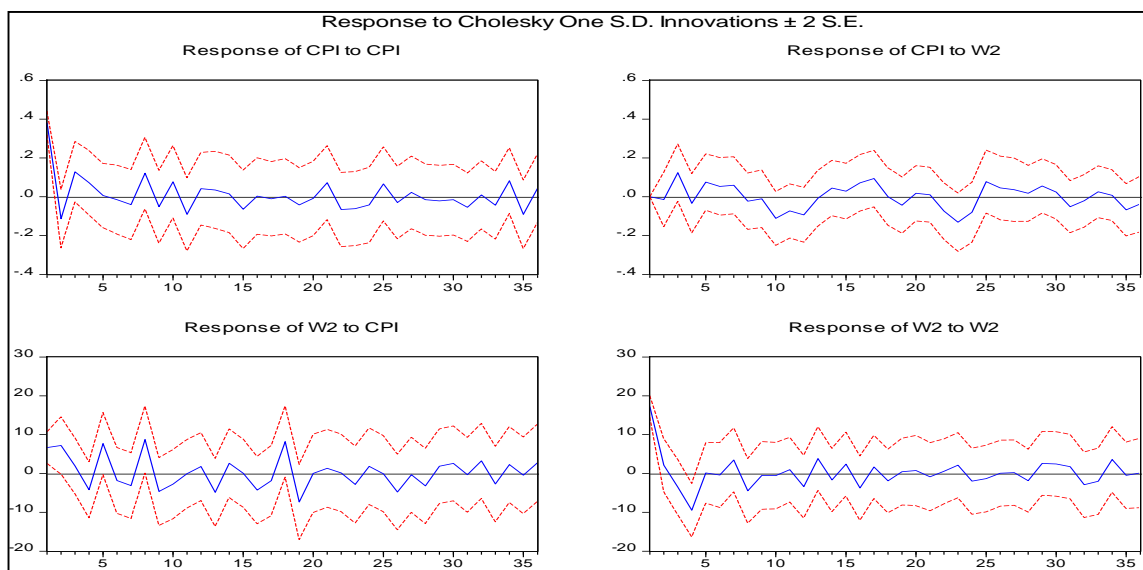 Response to Cholesky One S.D. Innovations ± 2 S.E.
Response of CPI to CPI
.6
.4
.2
.0
-.2
-.4
5 10 15 20 25 30 35
Response of CPI to W2
.6
.4
.2
.0
-.2
-.4
5 10 15 20 25 30 35
Response of W2 to CPI
30
20
10
0
-10
-20
5 10 15 20 25 30 35
Response of W2 to W2
30
20
10
0
-10
-20
5 10 15 20 25 30 35